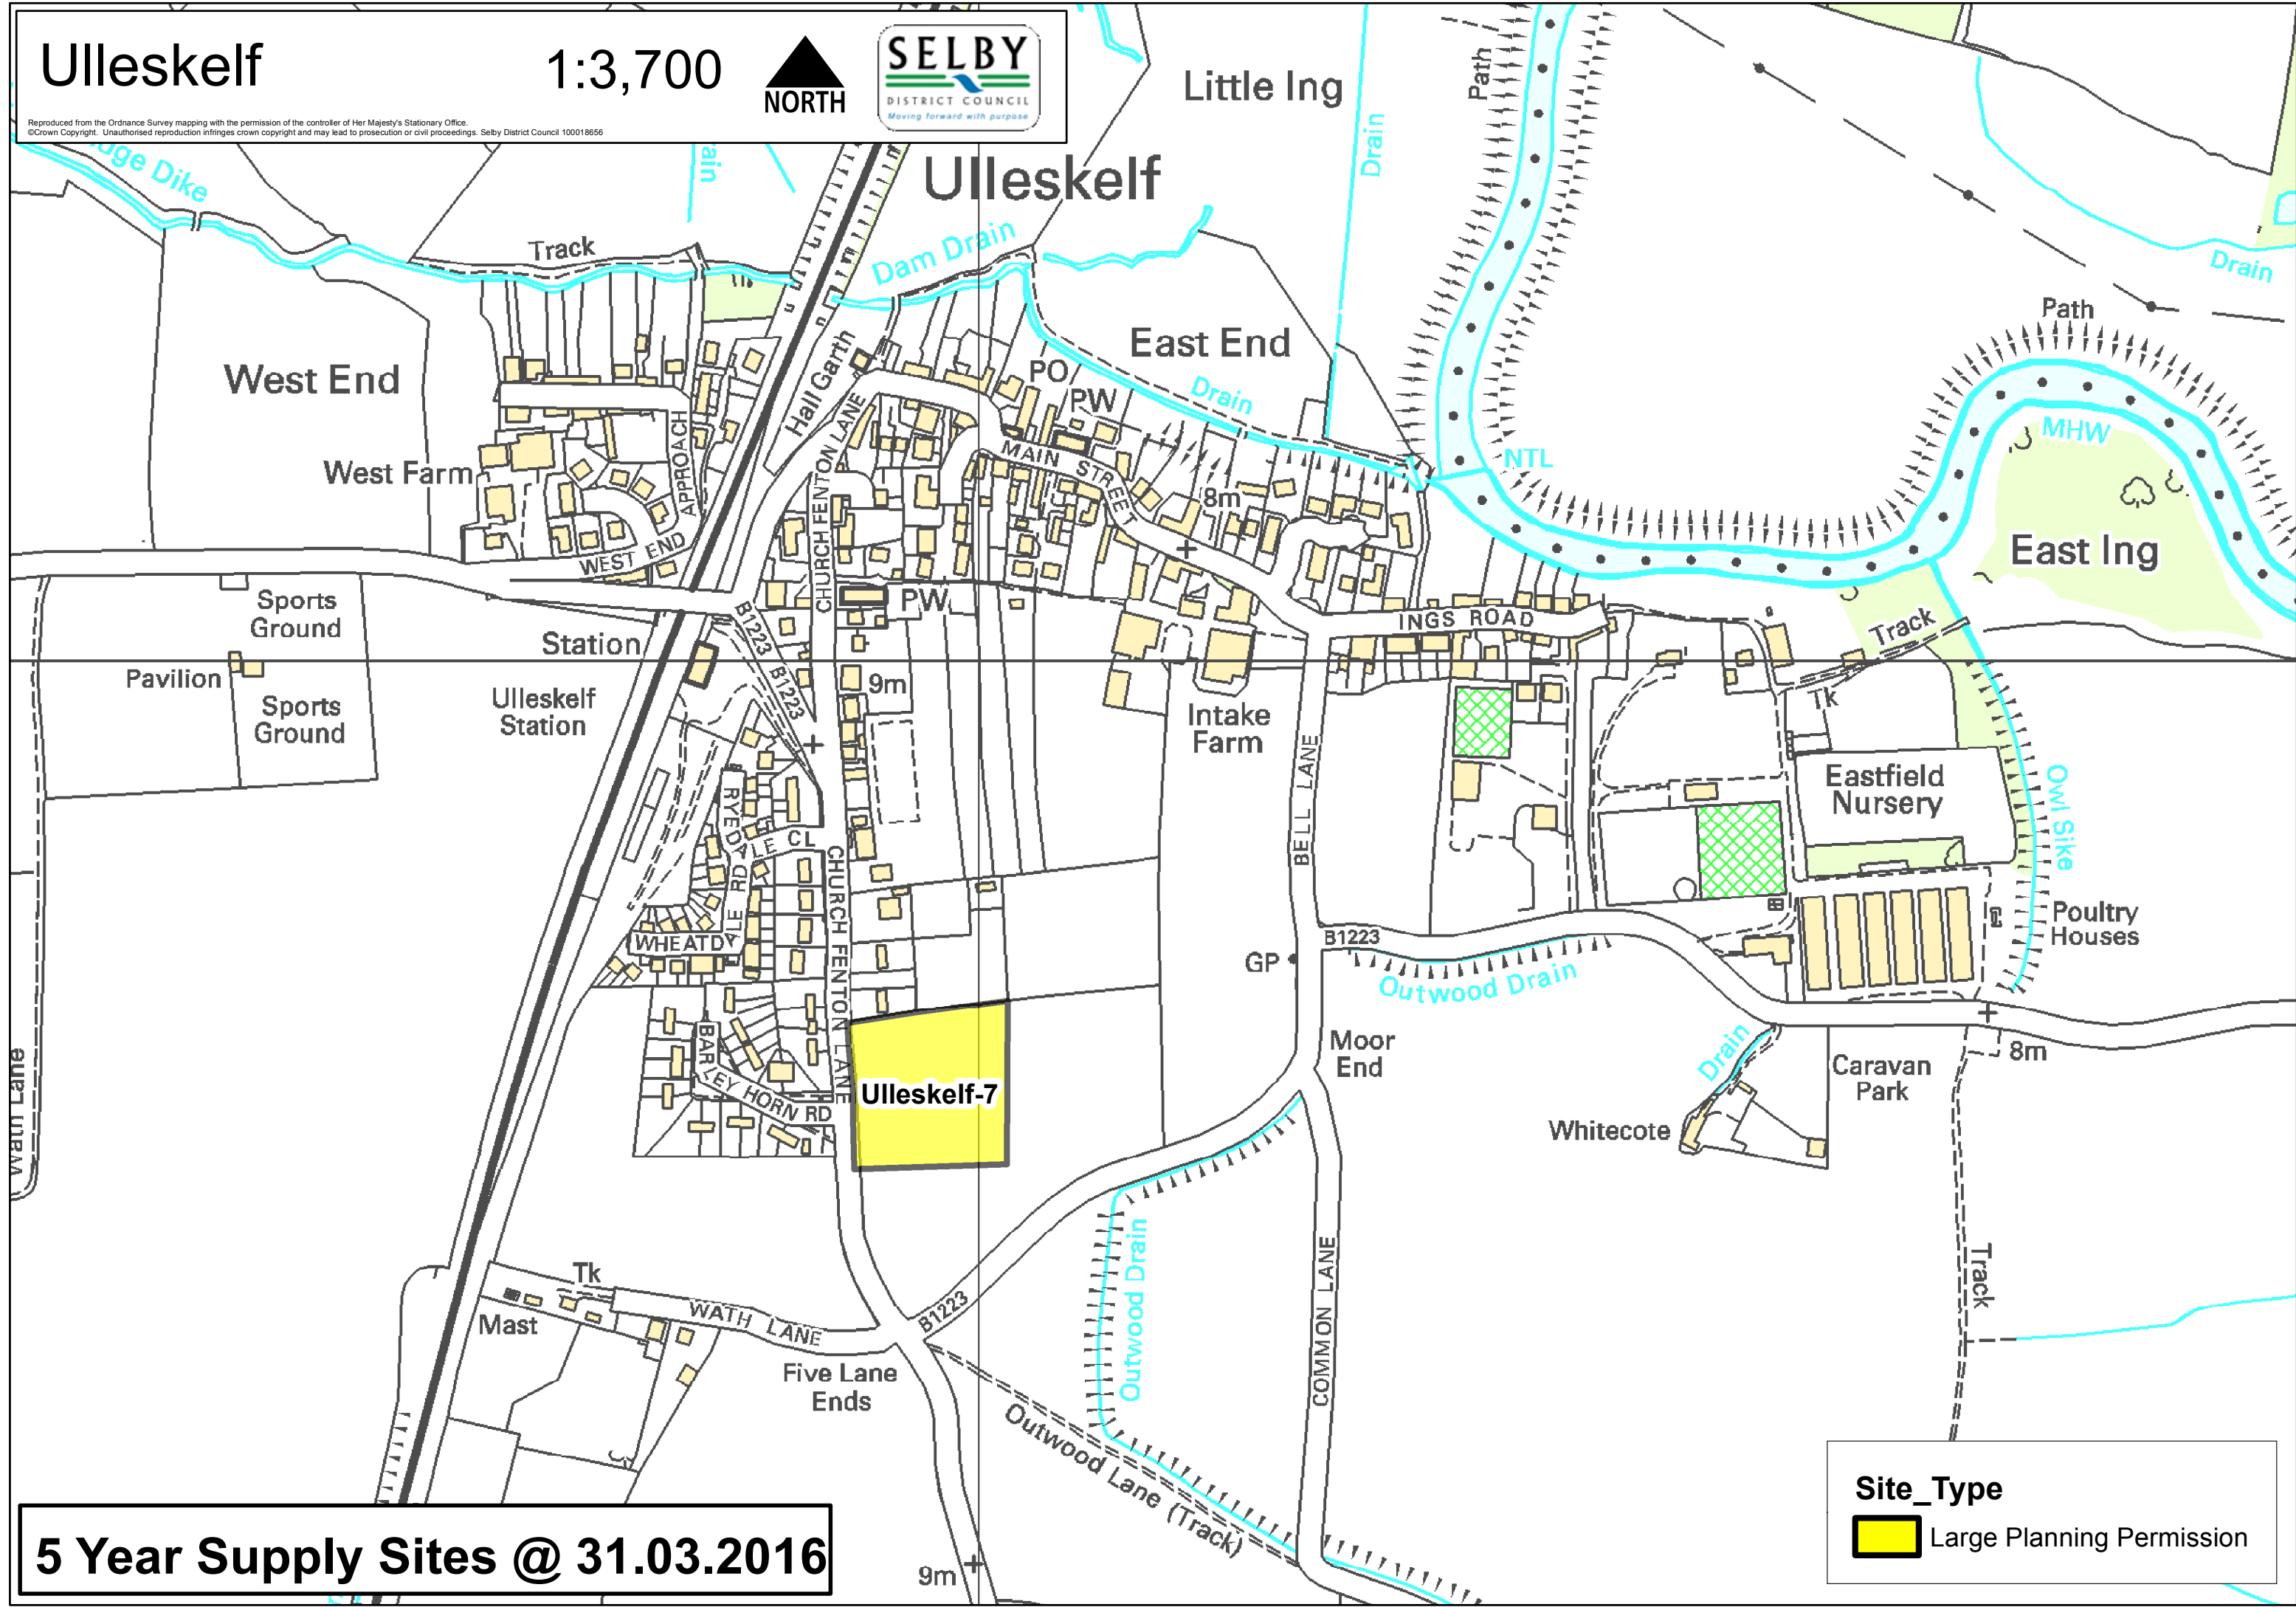 Ulleskelf
1:3,700
NORTH
SELBY
DISTRICT COUNCIL
Moving forward with purpose
Reproduced from the Ordnance Survey mapping with the permission of the controller of Her Majesty's Stationary Office.
©Crown Copyright. Unauthorised reproduction infringes crown copyright and may lead to prosecution or civil proceedings. Selby District Council 100018656
Little Ing
Path
Drain
Ulleskelf
Dike
Track
Dam Drain
Drain
Path
West End
East End
Hall Garth
PO
PW
Drain
MHW
West Farm
APPROACH
CHURCH FENTON LANE
MAIN STREET
8m
NTL
East Ing
WEST END
Sports
Ground
PW
B1223
INGS ROAD
Track
Station
Pavilion
Sports
Ground
Ulleskelf
Station
B1223
9m
Intake
Farm
Tk
BELL LANE
Eastfield
Nursery
Owl Sike
RYEDALE CL
WHEATDALE RD
CHURCH FENTON LANE
B1223
GP
Outwood Drain
Poultry
Houses
Moor
End
Drain
Caravan
Park
8m
BARLEY HORN RD
Ulleskelf-7
Whitecote
Wath Lane
Tk
Mast
WATH LANE
B1223
Five Lane
Ends
Outwood Drain
COMMON LANE
Track
Outwood Lane (Track)
9m
5 Year Supply Sites @ 31.03.2016
Site_Type
Large Planning Permission